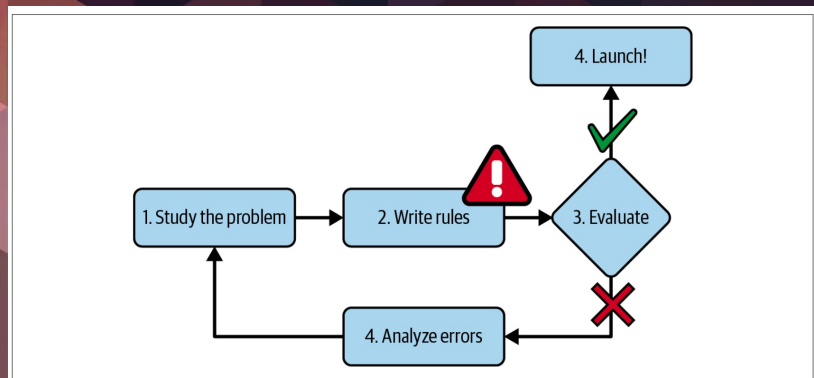 4. Launch!
1. Study the problem
2. Write rules
!
3. Evaluate
4. Analyze errors